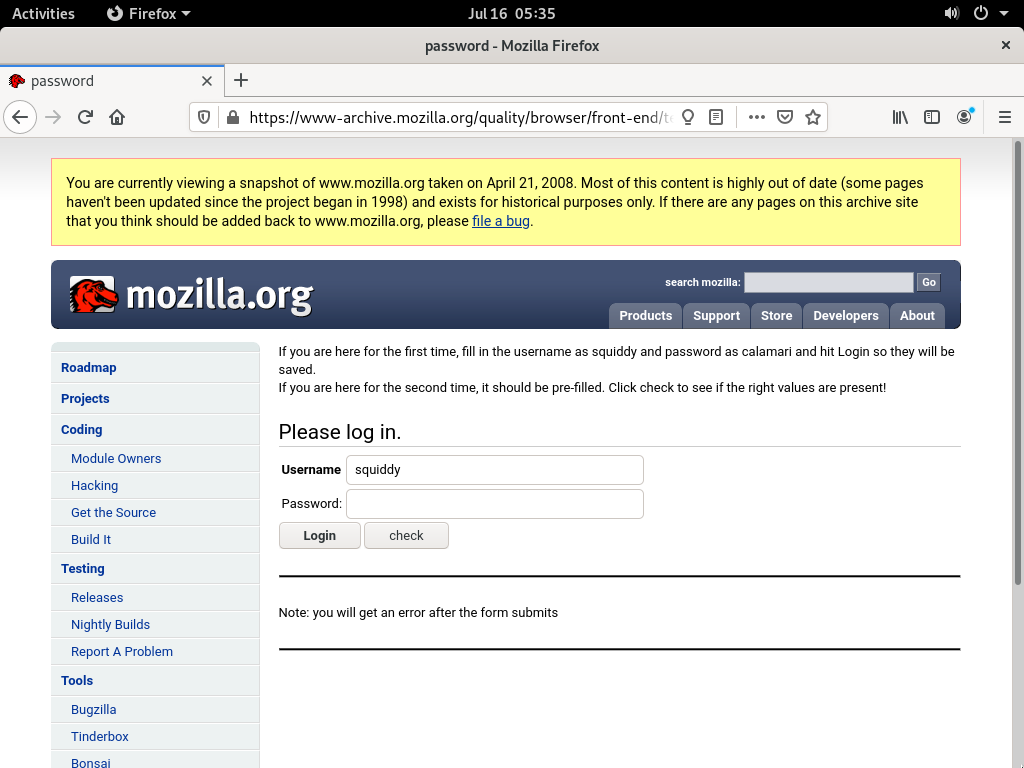 Activities
Firefox
Jul 16 05:35
password - Mozilla Firefox
password
https://www-archive.mozilla.org/quality/browser/front-end/
You are currently viewing a snapshot of www.mozilla.org taken on April 21, 2008. Most of this content is highly out of date (some pages
haven't been updated since the project began in 1998) and exists for historical purposes only. If there are any pages on this archive site
that you think should be added back to www.mozilla.org, please file a bug.
mozilla.org
search mozilla:
Go
Products
Support
Store
Developers
About
Roadmap
Projects
Coding
Module Owners
Hacking
Get the Source
Build It
Testing
Releases
Nightly Builds
Report A Problem
Tools
Bugzilla
Tinderbox
Bonsai
If you are here for the first time, fill in the username as squiddy and password as calamari and hit Login so they will be
saved.
If you are here for the second time, it should be pre-filled. Click check to see if the right values are present!
Please log in.
Username squiddy
Password:
Login check
Note: you will get an error after the form submits